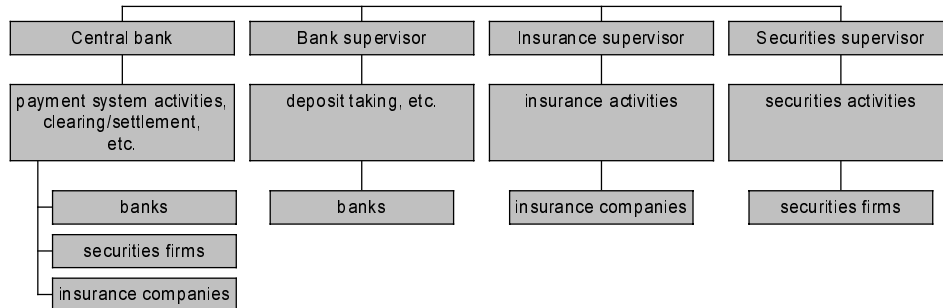 Central bank
Bank supervisor
Insurance supervisor
Securities supervisor
payment system activities,
clearing/settlement,
etc.
deposit taking, etc.
insurance activities
securities activities
banks
securities firms
insurance companies
banks
insurance companies
securities firms